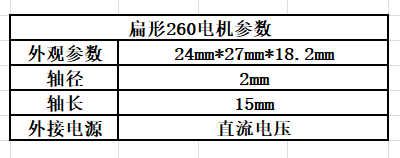 扁形260电机参数
外观参数 24mm*27mm*18.2mm
轴径 2mm
轴长 15mm
外接电源 直流电压